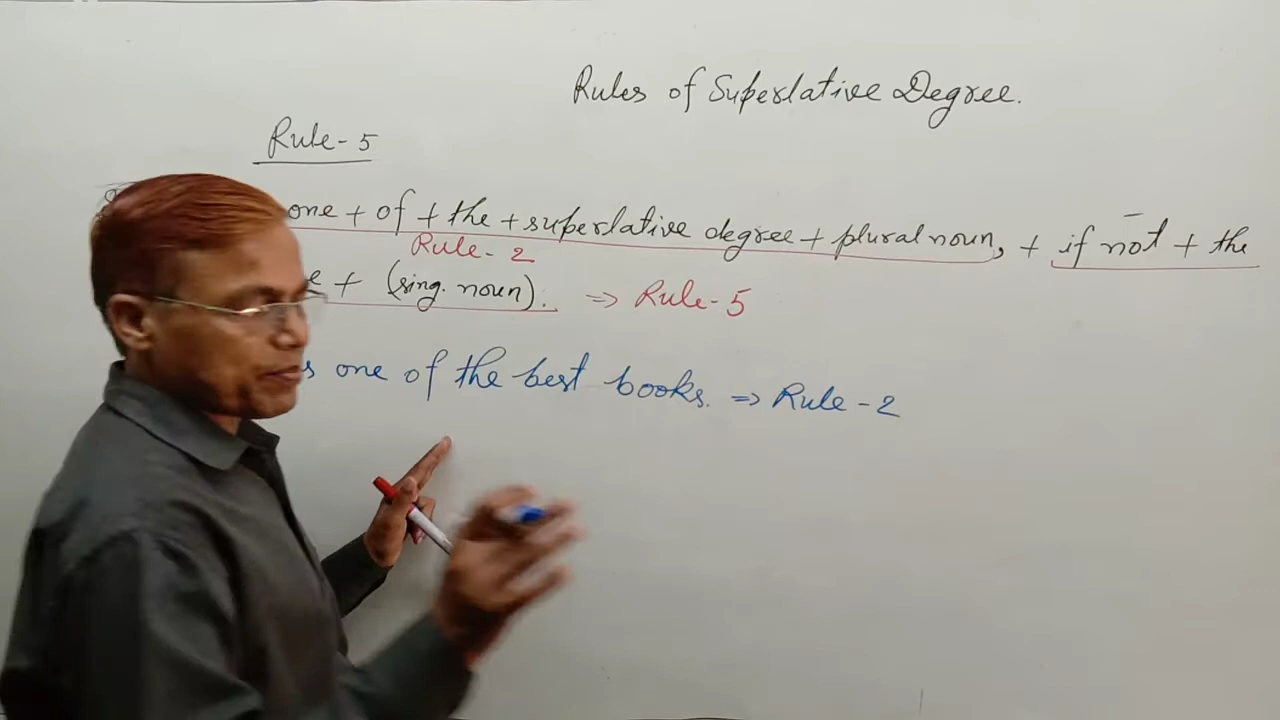 Rules of Superlative Degree.
Rule-5
one + of + the + superlative degree + plural noun, + if not + the
Rule-2
+ (sing. noun). ⇒ Rule-5
one of the best books. ⇒ Rule-2